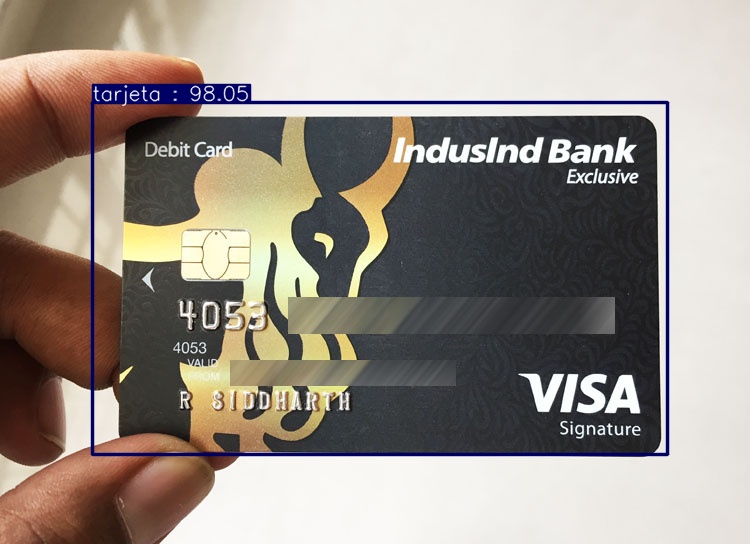 tarjeta : 98.05
Debit Card
IndusInd Bank
Exclusive
4053
4053
VALID
FROM
R SIDDHARTH
VISA
Signature